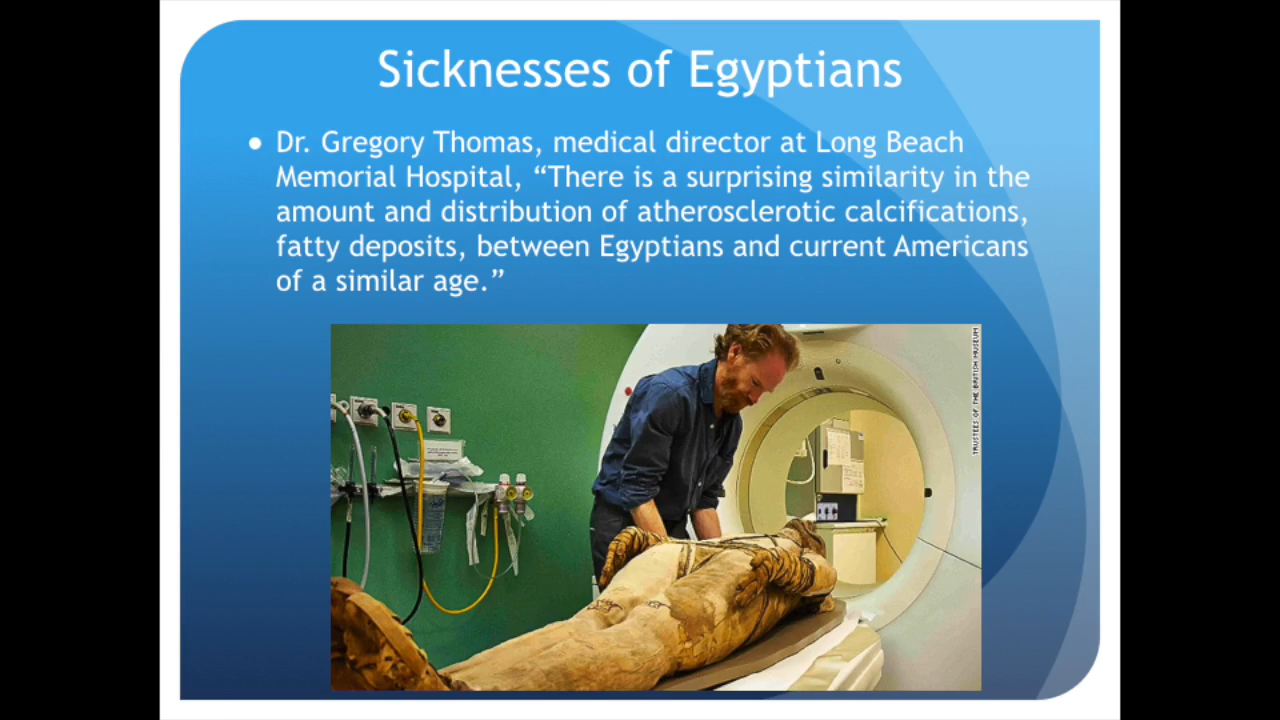 Sicknesses of Egyptians
• Dr. Gregory Thomas, medical director at Long Beach
Memorial Hospital, “There is a surprising similarity in the
amount and distribution of atherosclerotic calcifications,
fatty deposits, between Egyptians and current Americans
of a similar age.”
TRUSTEES OF THE BRITISH MUSEUM